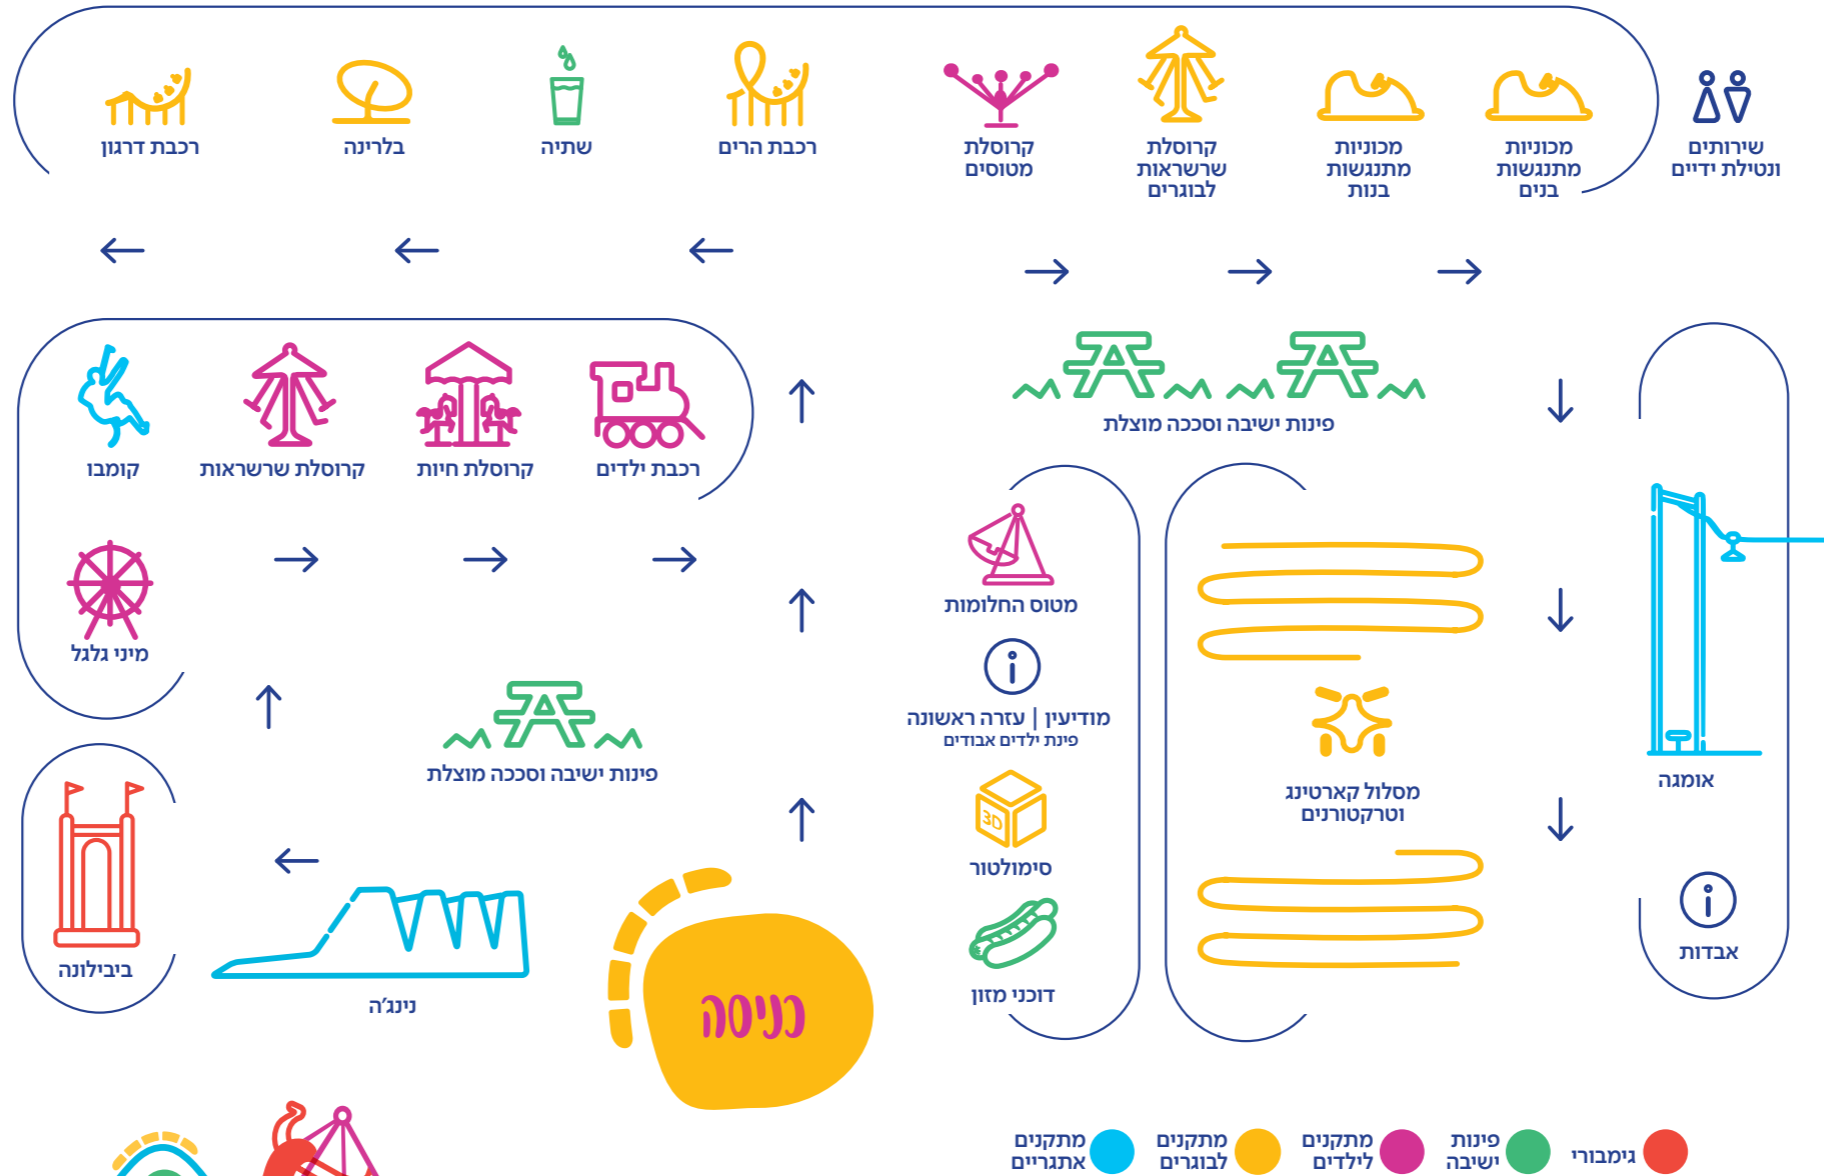 שירותים
ונטילת ידיים
מכוניות
מתנגשות
בנים
מכוניות
מתנגשות
בנות
קרוסלת
שרשראות
לבוגרים
קרוסלת
מטוסים
רכבת הרים
שתיה
בלרינה
רכבת דרגון
פינות ישיבה וסככה מוצלת
רכבת ילדים
קרוסלת חיות
קרוסלת שרשראות
קומבו
מיני גלגל
מטוס החלומות
מודיעין | עזרה ראשונה
פינת ילדים אבודים
3D
סימולטור
דוכני מזון
מסלול קארטינג
וטרקטורנים
אומגה
אבדות
פינות ישיבה וסככה מוצלת
ביבילונה
נינג'ה
כניסה
גימבורי
פינות
ישיבה
מתקנים
לילדים
מתקנים
לבוגרים
מתקנים
אתגריים